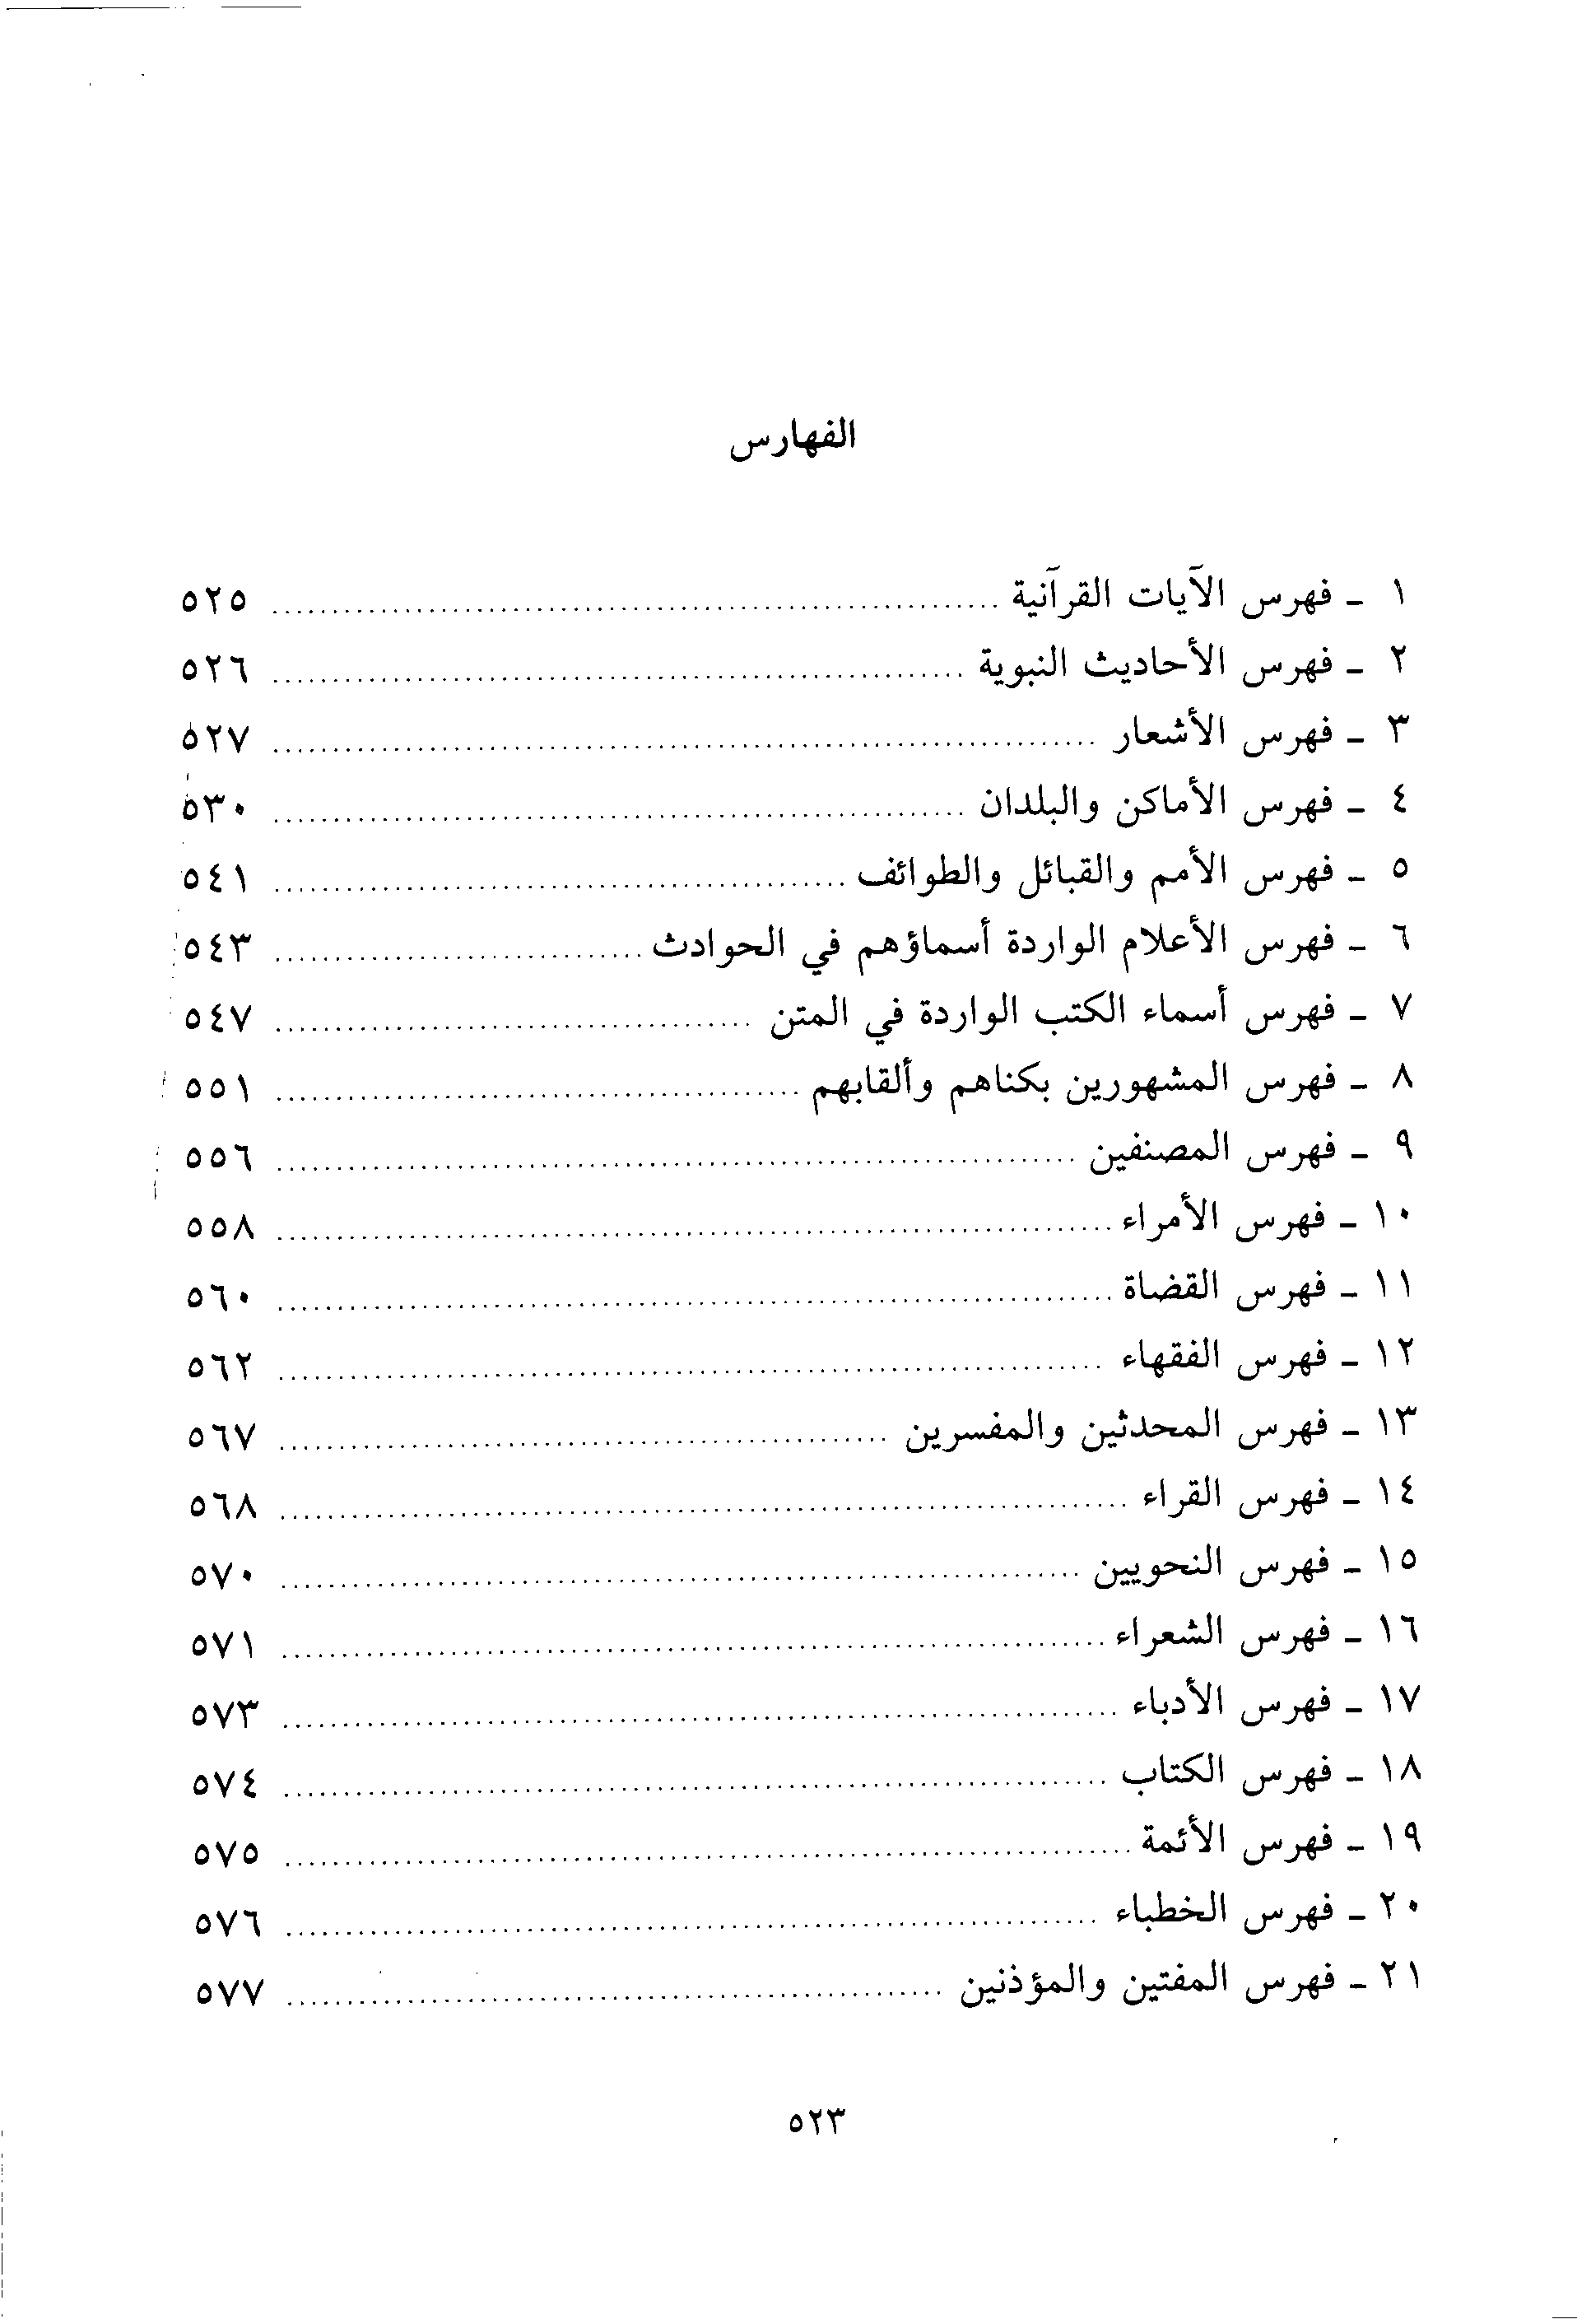 الفهارس
١ - فهرس الآيات القرآنية ........ ٥٢٥
٢ - فهرس الأحاديث النبوية ........ ٥٢٦
٣ - فهرس الأشعار ........ ٥٢٧
٤ - فهرس الأماكن والبلدان ........ ٥٣٠
٥ - فهرس الأمم والقبائل والطوائف ........ ٥٤١
٦ - فهرس الأعلام الواردة أسماؤهم في الحوادث ........ ٥٤٣
٧ - فهرس أسماء الكتب الواردة في المتن ........ ٥٤٧
٨ - فهرس المشهورين بكناهم وألقابهم ........ ٥٥١
٩ - فهرس المصنفين ........ ٥٥٦
١٠ - فهرس الأمراء ........ ٥٥٨
١١ - فهرس القضاة ........ ٥٦٠
١٢ - فهرس الفقهاء ........ ٥٦٢
١٣ - فهرس المحدثين والمفسرين ........ ٥٦٧
١٤ - فهرس القراء ........ ٥٦٨
١٥ - فهرس النحويين ........ ٥٧٠
١٦ - فهرس الشعراء ........ ٥٧١
١٧ - فهرس الأدباء ........ ٥٧٣
١٨ - فهرس الكتاب ........ ٥٧٤
١٩ - فهرس الأئمة ........ ٥٧٥
٢٠ - فهرس الخطباء ........ ٥٧٦
٢١ - فهرس المفتين والمؤذنين ........ ٥٧٧
٥٢٣